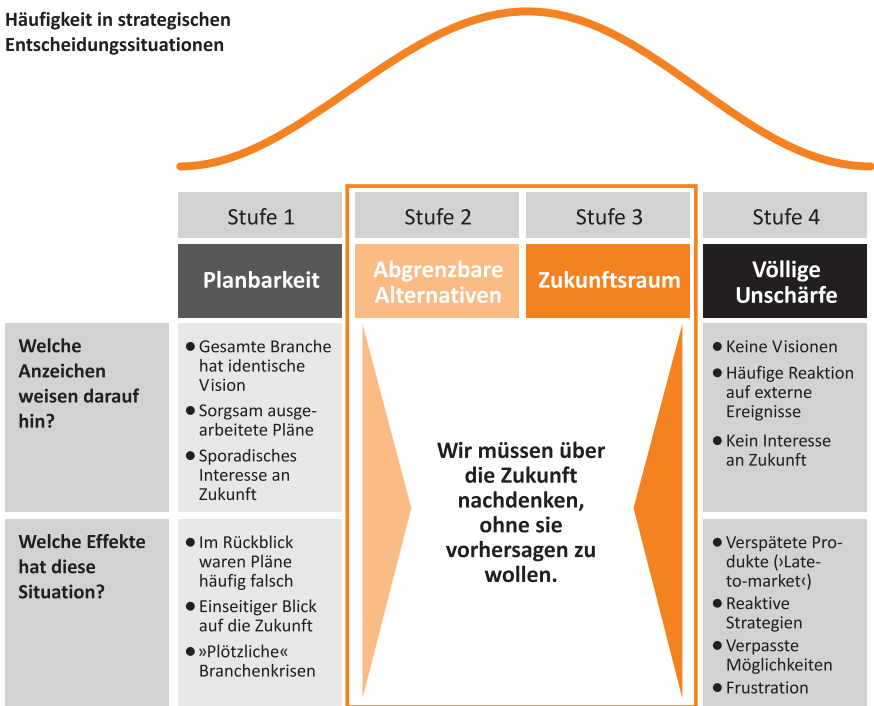 Häufigkeit in strategischen
Entscheidungssituationen
Stufe 1
Stufe 2
Stufe 3
Stufe 4
Planbarkeit
Abgrenzbare
Alternativen
Zukunftsraum
Völlige
Unschärfe
Welche
Anzeichen
weisen darauf
hin?
● Gesamte Branche
hat identische
Vision
● Sorgsam ausge-
arbeitete Pläne
● Sporadisches
Interesse an
Zukunft
Wir müssen über
die Zukunft
nachdenken,
ohne sie
vorhersagen zu
wollen.
● Keine Visionen
● Häufige Reaktion
auf externe
Ereignisse
● Kein Interesse
an Zukunft
Welche Effekte
hat diese
Situation?
● Im Rückblick
waren Pläne
häufig falsch
● Einseitiger Blick
auf die Zukunft
● »Plötzliche«
Branchenkrisen
● Verspätete Pro-
dukte (›Late-
to-market‹)
● Reaktive
Strategien
● Verpasste
Möglichkeiten
● Frustration